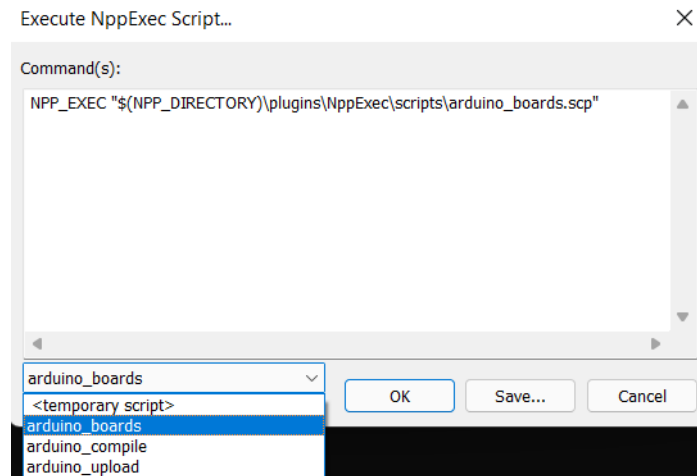 Execute NppExec Script...
Command(s):
NPP_EXEC "$(NPP_DIRECTORY)\plugins\NppExec\scripts\arduino_boards.scp"
arduino_boards
OK
Save...
Cancel
<temporary script>
arduino_boards
arduino_compile
arduino_upload